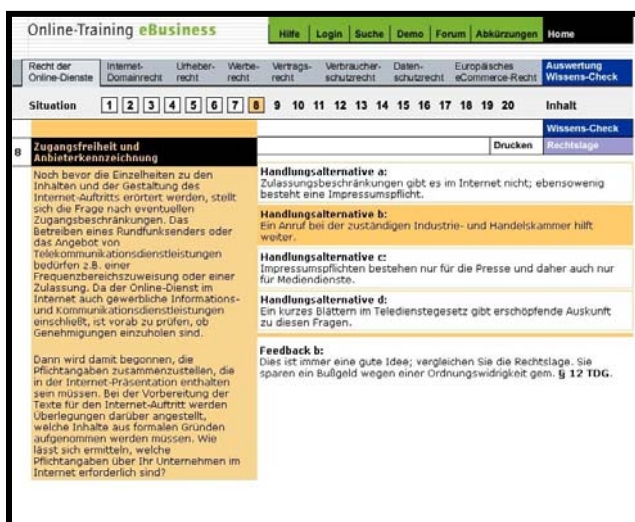 Online-Training eBusiness
Hilfe Login Suche Demo Forum Abkürzungen Home
Recht der Online-Dienste Internet-Domainrecht Urheber-recht Werbe-recht Vertrags-recht Verbraucher-schutzrecht Daten-schutzrecht Europäisches eCommerce-Recht Auswertung Wissens-Check
Situation 1 2 3 4 5 6 7 8 9 10 11 12 13 14 15 16 17 18 19 20 Inhalt
Wissens-Check
8 Zugangsfreiheit und
Anbieterkennzeichnung
Drucken Rechtslage
Noch bevor die Einzelheiten zu den
Inhalten und der Gestaltung des
Internet-Auftritts erörtert werden, stellt
sich die Frage nach eventuellen
Zugangsbeschränkungen. Das
Betreiben eines Rundfunksenders oder
das Angebot von
Telekommunikationsdienstleistungen
bedürfen z.B. einer
Frequenzbereichszuweisung oder einer
Zulassung. Da der Online-Dienst im
Internet auch gewerbliche Informations-
und Kommunikationsdienstleistungen
einschließt, ist vorab zu prüfen, ob
Genehmigungen einzuholen sind.
Dann wird damit begonnen, die
Pflichtangaben zusammenzustellen, die
in der Internet-Präsentation enthalten
sein müssen. Bei der Vorbereitung der
Texte für den Internet-Auftritt werden
Überlegungen darüber angestellt,
welche Inhalte aus formalen Gründen
aufgenommen werden müssen. Wie
lässt sich ermitteln, welche
Pflichtangaben über Ihr Unternehmen im
Internet erforderlich sind?
Handlungsalternative a:
Zulassungsbeschränkungen gibt es im Internet nicht; ebensowenig
besteht eine Impressumspflicht.
Handlungsalternative b:
Ein Anruf bei der zuständigen Industrie- und Handelskammer hilft
weiter.
Handlungsalternative c:
Impressumspflichten bestehen nur für die Presse und daher auch nur
für Mediendienste.
Handlungsalternative d:
Ein kurzes Blättern im Teledienstegesetz gibt erschöpfende Auskunft
zu diesen Fragen.
Feedback b:
Dies ist immer eine gute Idee; vergleichen Sie die Rechtslage. Sie
sparen ein Bußgeld wegen einer Ordnungswidrigkeit gem. § 12 TDG.